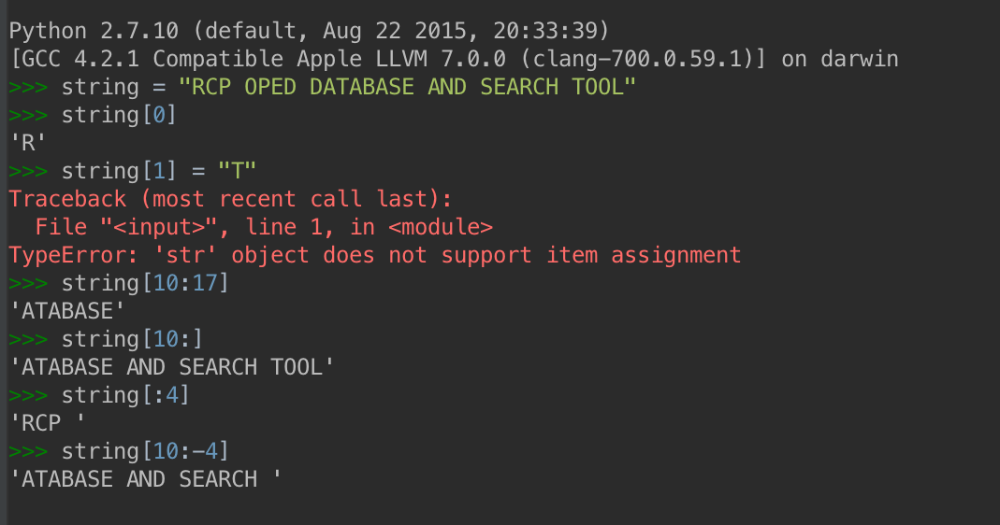 Python 2.7.10 (default, Aug 22 2015, 20:33:39)
[GCC 4.2.1 Compatible Apple LLVM 7.0.0 (clang-700.0.59.1)] on darwin
>>> string = "RCP OPED DATABASE AND SEARCH TOOL"
>>> string[0]
'R'
>>> string[1] = "T"
Traceback (most recent call last):
  File "<input>", line 1, in <module>
TypeError: 'str' object does not support item assignment
>>> string[10:17]
'ATABASE'
>>> string[10:]
'ATABASE AND SEARCH TOOL'
>>> string[:4]
'RCP '
>>> string[10:-4]
'ATABASE AND SEARCH '